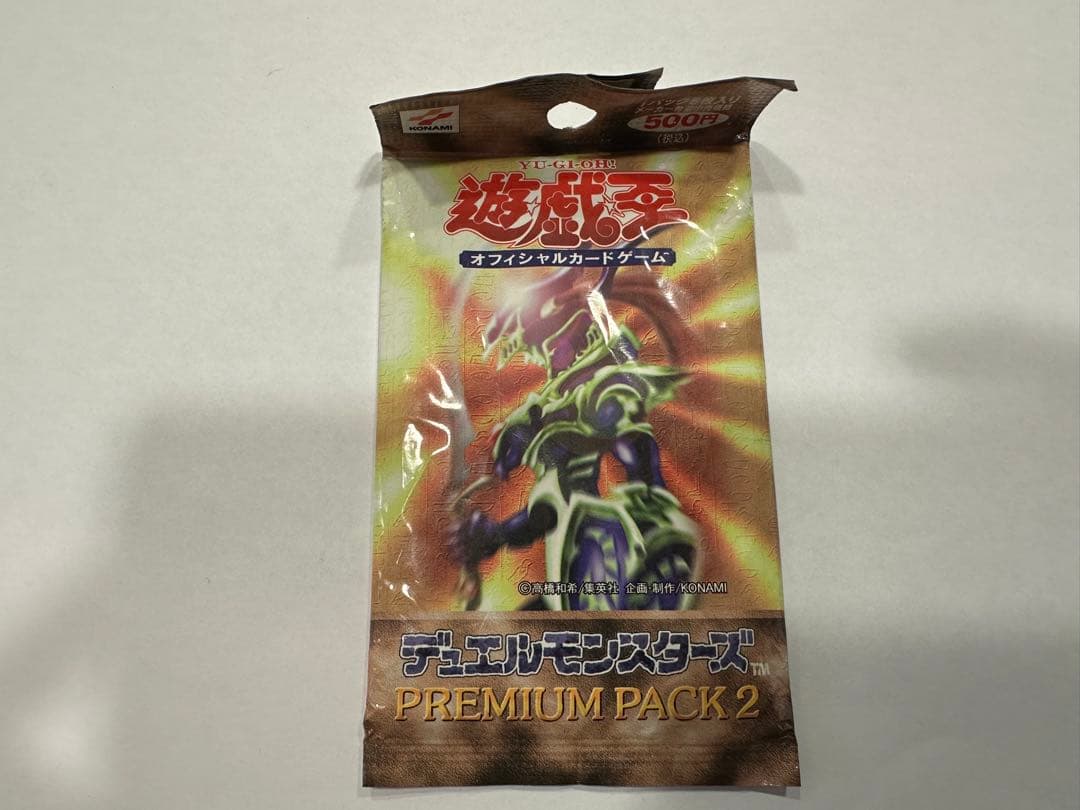 KONAMI
500円
(税込)
YU-GI-OH!
遊☆戯☆王
オフィシャルカードゲーム
©高橋和希/集英社 企画・制作/KONAMI
デュエルモンスターズ™
PREMIUM PACK 2